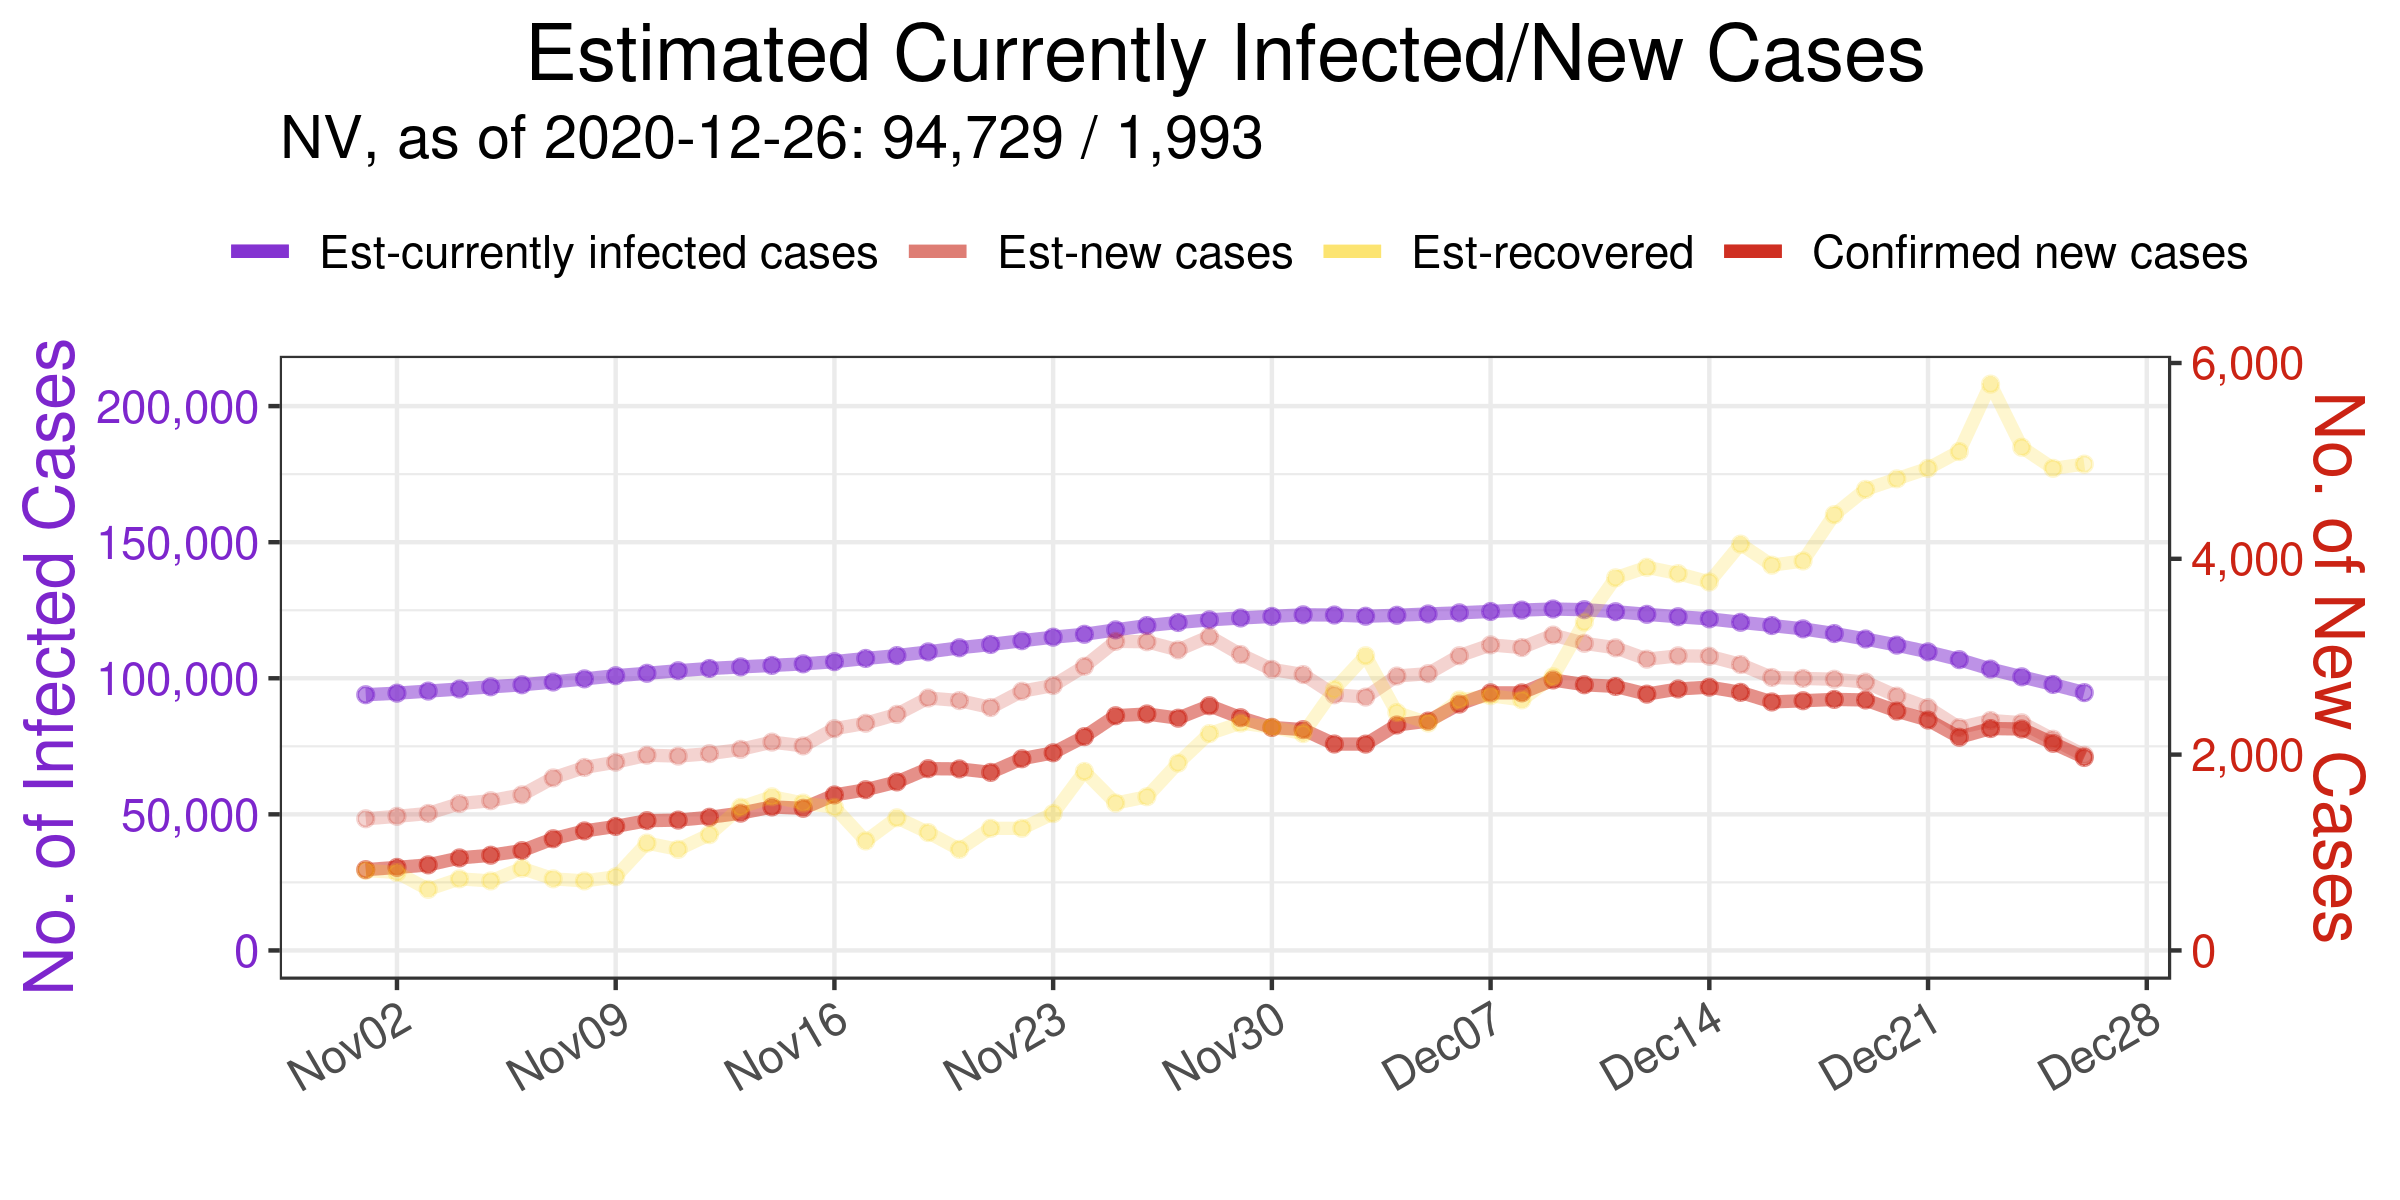 Estimated Currently Infected/New Cases
NV, as of 2020-12-26: 94,729 / 1,993
Est-currently infected cases Est-new cases Est-recovered Confirmed new cases
No. of Infected Cases
200,000
150,000
100,000
50,000
0
6,000
4,000
2,000
0
No. of New Cases
Nov02 Nov09 Nov16 Nov23 Nov30 Dec07 Dec14 Dec21 Dec28